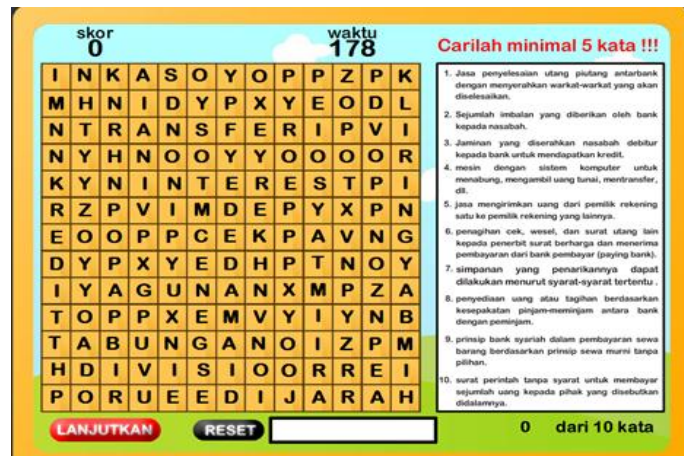 skor
0
waktu
178
Carilah minimal 5 kata !!!
I N K A S O Y O P P Z P K
M H N I D Y P X Y E O D L
N T R A N S F E R I P V I
N Y H N O O Y Y O O O O R
K Y N I N T E R E S T P I
R Z P V I M D E P Y X P N
E O O P P C E K P A V N G
D Y P X Y E D H P T N O Y
I Y A G U N A N X M P Z A
T O P P X E M V Y I Y N B
T A B U N G A N O I Z P M
H D I V I S I O O R R E I
P O R U E E D I J A R A H
1. Jasa penyelesaian utang piutang antarbank
dengan menyerahkan warkat-warkat yang akan
diselesaikan.
2. Sejumlah imbalan yang diberikan oleh bank
kepada nasabah.
3. Jaminan yang diserahkan nasabah debitur
kepada bank untuk mendapatkan kredit.
4. mesin dengan sistem komputer untuk
menabung, mengambil uang tunai, mentransfer,
dll.
5. jasa mengirimkan uang dari pemilik rekening
satu ke pemilik rekening yang lainnya.
6. penagihan cek, wesel, dan surat utang lain
kepada penerbit surat berharga dan menerima
pembayaran dari bank pembayar (paying bank).
7. simpanan yang penarikannya dapat
dilakukan menurut syarat-syarat tertentu .
8. penyediaan uang atau tagihan berdasarkan
kesepakatan pinjam-meminjam antara bank
dengan peminjam.
9. prinsip bank syariah dalam pembayaran sewa
barang berdasarkan prinsip sewa murni tanpa
pilihan.
10. surat perintah tanpa syarat untuk membayar
sejumlah uang kepada pihak yang disebutkan
didalamnya.
LANJUTKAN
RESET
0 dari 10 kata